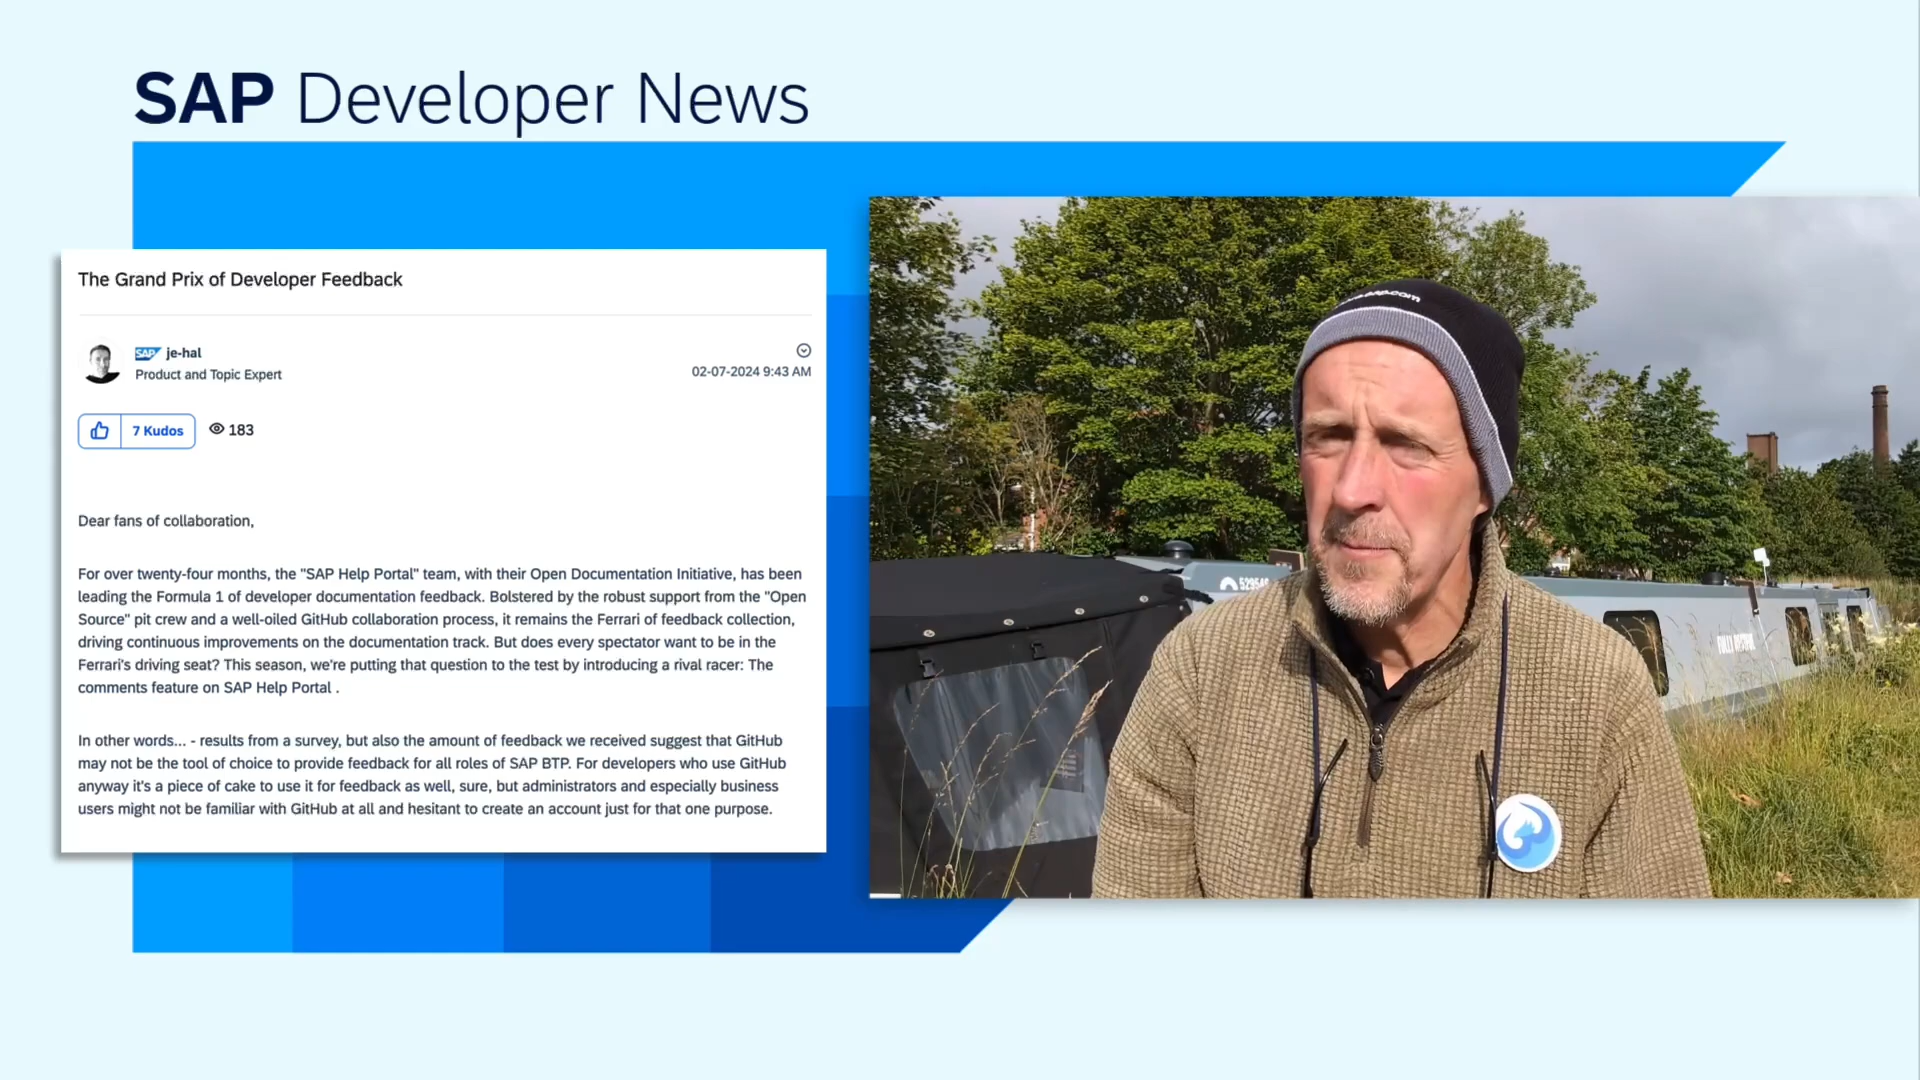 SAP Developer News
The Grand Prix of Developer Feedback
SAP je-hal
Product and Topic Expert
02-07-2024 9:43 AM
7 Kudos 183
Dear fans of collaboration,
For over twenty-four months, the "SAP Help Portal" team, with their Open Documentation Initiative, has been
leading the Formula 1 of developer documentation feedback. Bolstered by the robust support from the "Open
Source" pit crew and a well-oiled GitHub collaboration process, it remains the Ferrari of feedback collection,
driving continuous improvements on the documentation track. But does every spectator want to be in the
Ferrari's driving seat? This season, we're putting that question to the test by introducing a rival racer: The
comments feature on SAP Help Portal .
In other words... - results from a survey, but also the amount of feedback we received suggest that GitHub
may not be the tool of choice to provide feedback for all roles of SAP BTP. For developers who use GitHub
anyway it's a piece of cake to use it for feedback as well, sure, but administrators and especially business
users might not be familiar with GitHub at all and hesitant to create an account just for that one purpose.